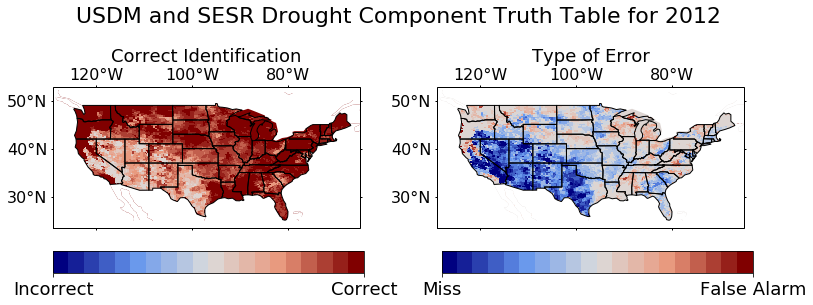 USDM and SESR Drought Component Truth Table for 2012
Correct Identification
120°W 100°W 80°W
50°N
40°N
30°N
Incorrect Correct
Type of Error
120°W 100°W 80°W
50°N
40°N
30°N
Miss False Alarm